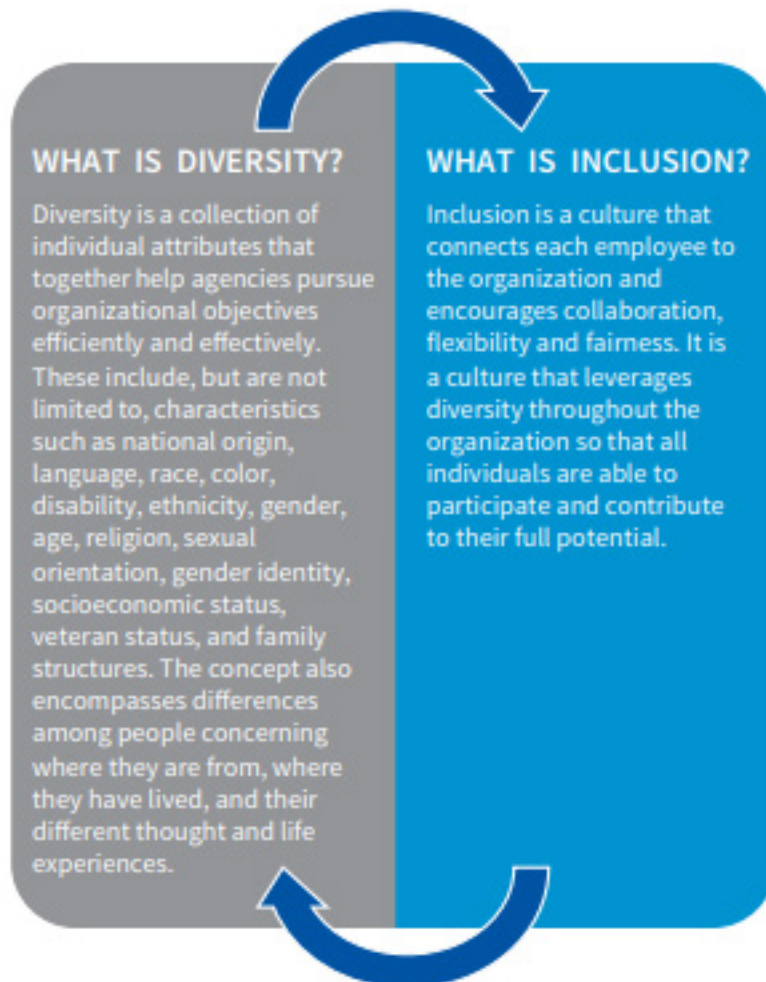 WHAT IS DIVERSITY?
Diversity is a collection of
individual attributes that
together help agencies pursue
organizational objectives
efficiently and effectively.
These include, but are not
limited to, characteristics
such as national origin,
language, race, color,
disability, ethnicity, gender,
age, religion, sexual
orientation, gender identity,
socioeconomic status,
veteran status, and family
structures. The concept also
encompasses differences
among people concerning
where they are from, where
they have lived, and their
different thought and life
experiences.
WHAT IS INCLUSION?
Inclusion is a culture that
connects each employee to
the organization and
encourages collaboration,
flexibility and fairness. It is
a culture that leverages
diversity throughout the
organization so that all
individuals are able to
participate and contribute
to their full potential.